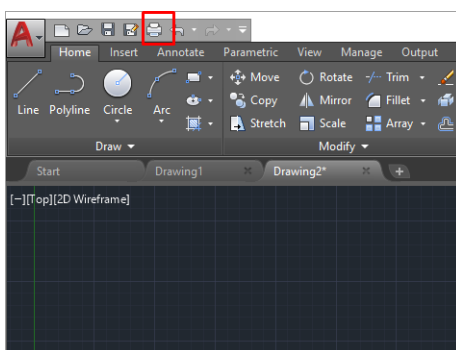 A
Home Insert Annotate Parametric View Manage Output
Line Polyline Circle Arc
Move Rotate Trim
Copy Mirror Fillet
Stretch Scale Array
Draw Modify
Start Drawing1 Drawing2*
[−][Top][2D Wireframe]